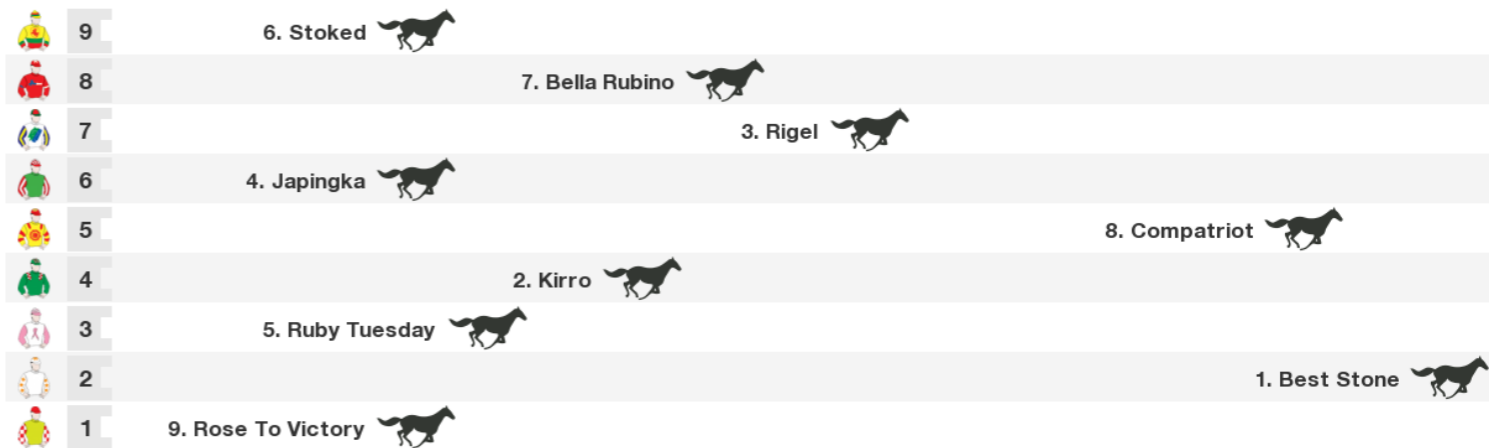 9 6. Stoked
8 7. Bella Rubino
7 3. Rigel
6 4. Japingka
5 8. Compatriot
4 2. Kirro
3 5. Ruby Tuesday
2 1. Best Stone
1 9. Rose To Victory